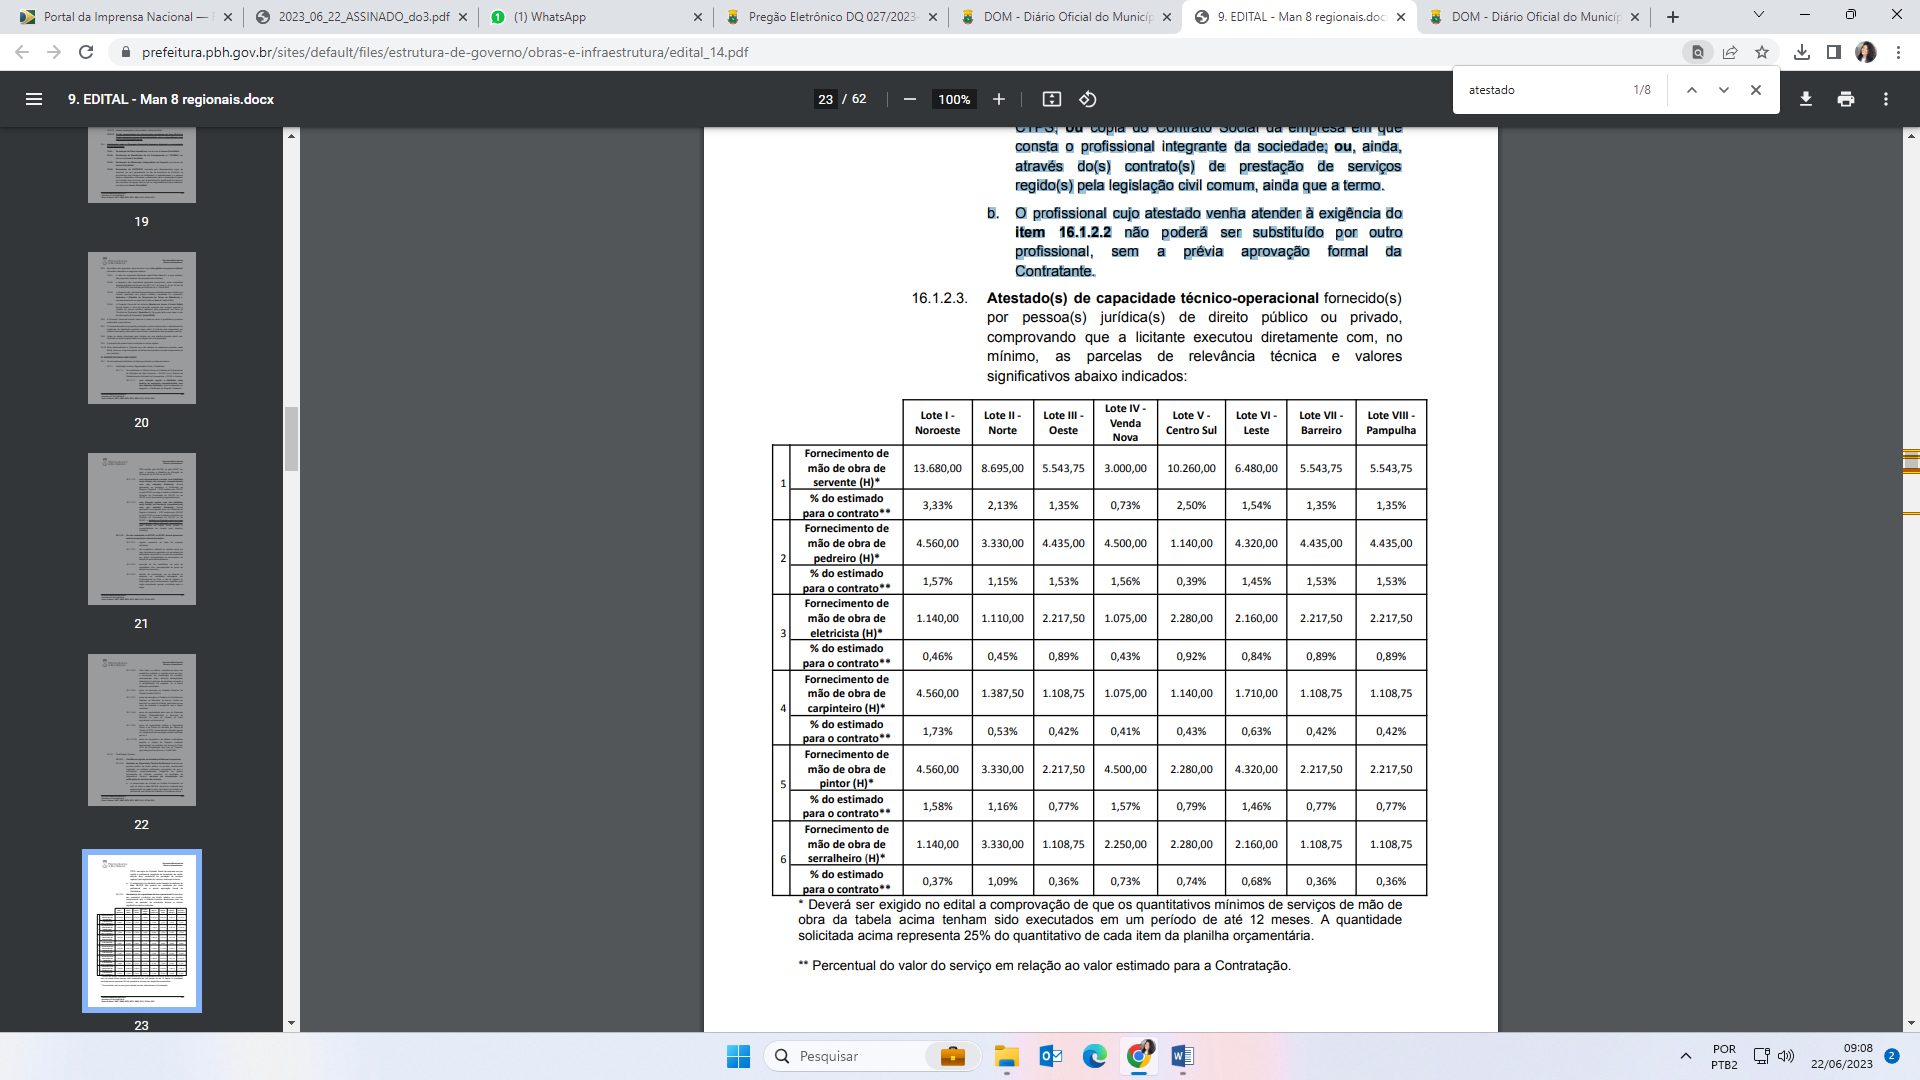 Portal da Imprensa Nacional —
2023_06_22_ASSINADO_do3.pdf
(1) WhatsApp
Pregão Eletrônico DQ 027/2023-
DOM - Diário Oficial do Municíp
9. EDITAL - Man 8 regionais.doc
DOM - Diário Oficial do Municíp
prefeitura.pbh.gov.br/sites/default/files/estrutura-de-governo/obras-e-infraestrutura/edital_14.pdf
9. EDITAL - Man 8 regionais.docx
23 / 62
100%
atestado
1/8
19
20
21
22
23
CTPS; ou cópia do Contrato Social da empresa em que
consta o profissional integrante da sociedade; ou, ainda,
através do(s) contrato(s) de prestação de serviços
regido(s) pela legislação civil comum, ainda que a termo.
b. O profissional cujo atestado venha atender à exigência do
item 16.1.2.2 não poderá ser substituído por outro
profissional, sem a prévia aprovação formal da
Contratante.
16.1.2.3. Atestado(s) de capacidade técnico-operacional fornecido(s)
por pessoa(s) jurídica(s) de direito público ou privado,
comprovando que a licitante executou diretamente com, no
mínimo, as parcelas de relevância técnica e valores
significativos abaixo indicados:
Lote I - Noroeste Lote II - Norte Lote III - Oeste Lote IV - Venda Nova Lote V - Centro Sul Lote VI - Leste Lote VII - Barreiro Lote VIII - Pampulha
1 Fornecimento de mão de obra de servente (H)* 13.680,00 8.695,00 5.543,75 3.000,00 10.260,00 6.480,00 5.543,75 5.543,75
% do estimado para o contrato** 3,33% 2,13% 1,35% 0,73% 2,50% 1,54% 1,35% 1,35%
2 Fornecimento de mão de obra de pedreiro (H)* 4.560,00 3.330,00 4.435,00 4.500,00 1.140,00 4.320,00 4.435,00 4.435,00
% do estimado para o contrato** 1,57% 1,15% 1,53% 1,56% 0,39% 1,45% 1,53% 1,53%
3 Fornecimento de mão de obra de eletricista (H)* 1.140,00 1.110,00 2.217,50 1.075,00 2.280,00 2.160,00 2.217,50 2.217,50
% do estimado para o contrato** 0,46% 0,45% 0,89% 0,43% 0,92% 0,84% 0,89% 0,89%
4 Fornecimento de mão de obra de carpinteiro (H)* 4.560,00 1.387,50 1.108,75 1.075,00 1.140,00 1.710,00 1.108,75 1.108,75
% do estimado para o contrato** 1,73% 0,53% 0,42% 0,41% 0,43% 0,63% 0,42% 0,42%
5 Fornecimento de mão de obra de pintor (H)* 4.560,00 3.330,00 2.217,50 4.500,00 2.280,00 4.320,00 2.217,50 2.217,50
% do estimado para o contrato** 1,58% 1,16% 0,77% 1,57% 0,79% 1,46% 0,77% 0,77%
6 Fornecimento de mão de obra de serralheiro (H)* 1.140,00 3.330,00 1.108,75 2.250,00 2.280,00 2.160,00 1.108,75 1.108,75
% do estimado para o contrato** 0,37% 1,09% 0,36% 0,73% 0,74% 0,68% 0,36% 0,36%
* Deverá ser exigido no edital a comprovação de que os quantitativos mínimos de serviços de mão de
obra da tabela acima tenham sido executados em um período de até 12 meses. A quantidade
solicitada acima representa 25% do quantitativo de cada item da planilha orçamentária.
** Percentual do valor do serviço em relação ao valor estimado para a Contratação.
Pesquisar
POR
PTB2
09:08
22/06/2023
2